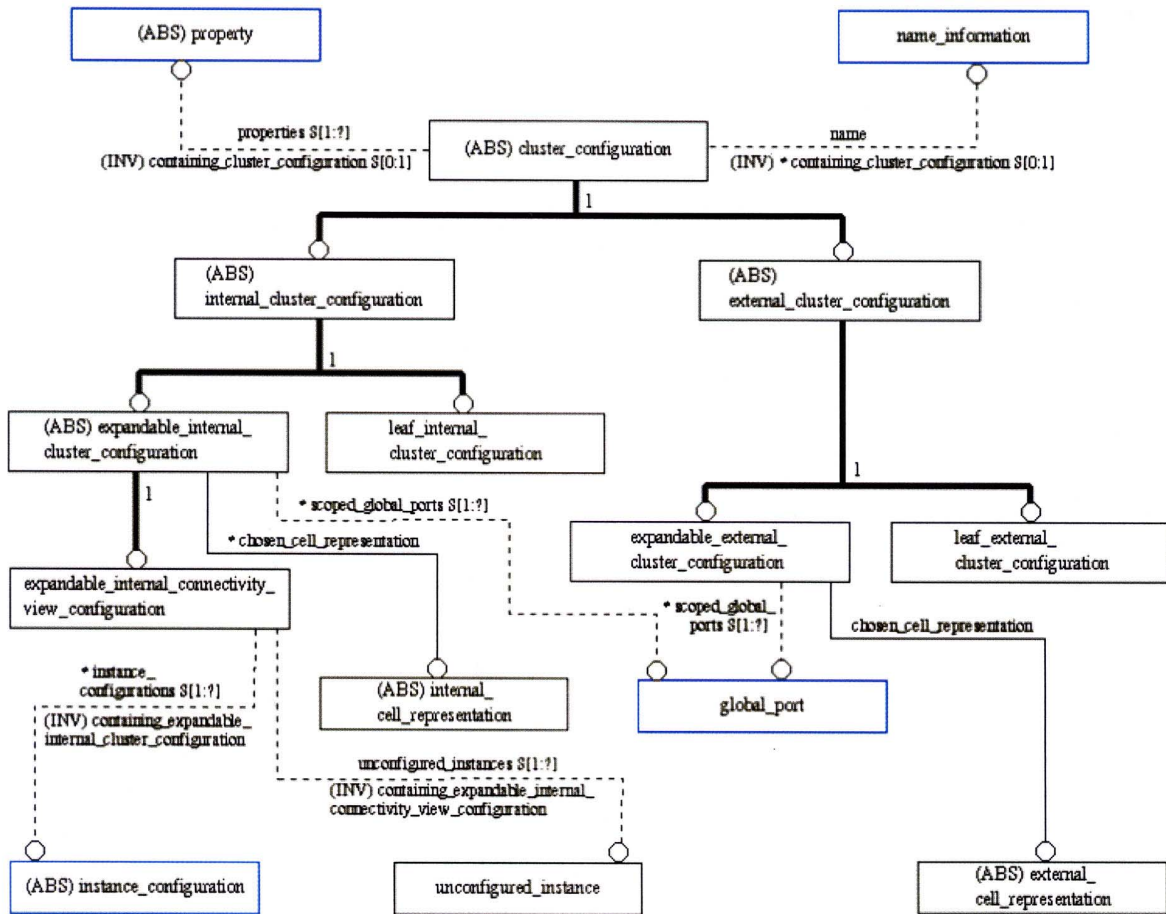 (ABS) property
name_information
properties S[1:?]
(INV) containing_cluster_configuration S[0:1]
(ABS) cluster_configuration
name
(INV) * containing_cluster_configuration S[0:1]
1
(ABS)
internal_cluster_configuration
(ABS)
external_cluster_configuration
1
(ABS) expandable_internal_
cluster_configuration
leaf_internal_
cluster_configuration
1
1
* scoped_global_ports S[1:?]
* chosen_cell_representation
expandable_external_
cluster_configuration
leaf_external_
cluster_configuration
expandable_internal_connectivity_
view_configuration
* scoped_global_
ports S[1:?]
chosen_cell_representation
* instance_
configurations S[1:?]
(INV) containing_expandable_
internal_cluster_configuration
(ABS) internal_
cell_representation
global_port
unconfigured_instances S[1:?]
(INV) containing_expandable_internal_
connectivity_view_configuration
(ABS) instance_configuration
unconfigured_instance
(ABS) external_
cell_representation